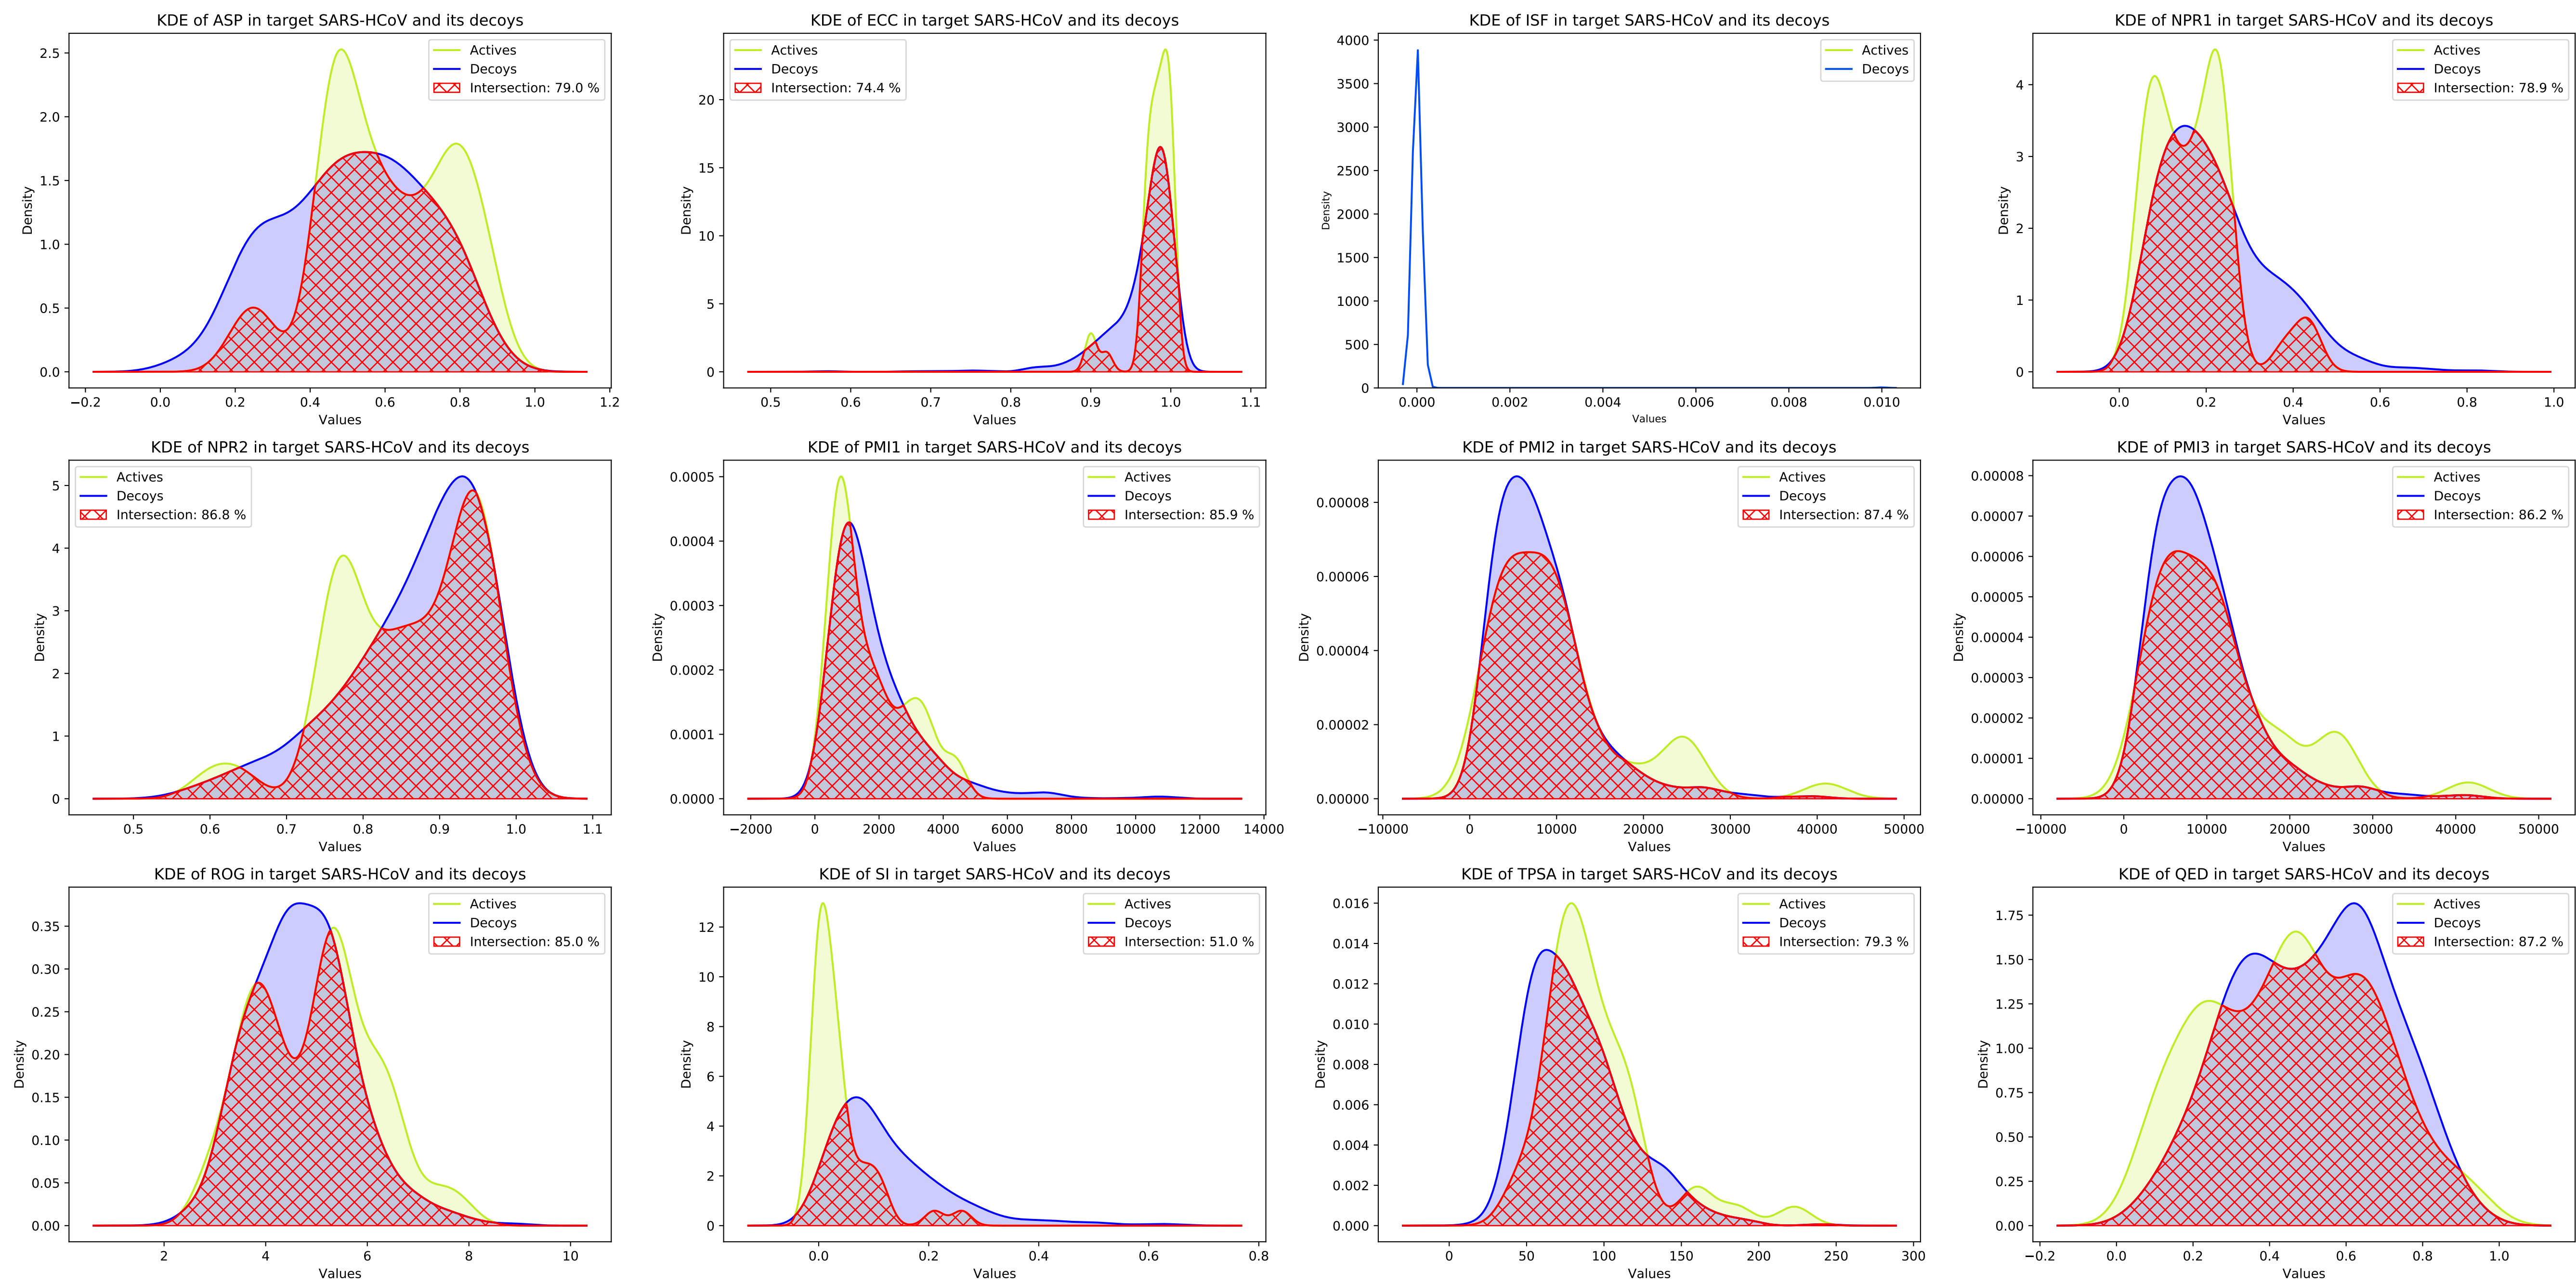 KDE of ASP in target SARS-HCoV and its decoys
Actives
Decoys
Intersection: 79.0 %
2.5
2.0
1.5
1.0
0.5
0.0
Density
−0.2 0.0 0.2 0.4 0.6 0.8 1.0 1.2
Values
KDE of ECC in target SARS-HCoV and its decoys
Actives
Decoys
Intersection: 74.4 %
20
15
10
5
0
Density
0.5 0.6 0.7 0.8 0.9 1.0 1.1
Values
KDE of ISF in target SARS-HCoV and its decoys
Actives
Decoys
4000
3500
3000
2500
2000
1500
1000
500
0
Density
0.000 0.002 0.004 0.006 0.008 0.010
Values
KDE of NPR1 in target SARS-HCoV and its decoys
Actives
Decoys
Intersection: 78.9 %
4
3
2
1
0
Density
0.0 0.2 0.4 0.6 0.8 1.0
Values
KDE of NPR2 in target SARS-HCoV and its decoys
Actives
Decoys
Intersection: 86.8 %
5
4
3
2
1
0
Density
0.5 0.6 0.7 0.8 0.9 1.0 1.1
Values
KDE of PMI1 in target SARS-HCoV and its decoys
Actives
Decoys
Intersection: 85.9 %
0.0005
0.0004
0.0003
0.0002
0.0001
0.0000
Density
−2000 0 2000 4000 6000 8000 10000 12000 14000
Values
KDE of PMI2 in target SARS-HCoV and its decoys
Actives
Decoys
Intersection: 87.4 %
0.00008
0.00006
0.00004
0.00002
0.00000
Density
−10000 0 10000 20000 30000 40000 50000
Values
KDE of PMI3 in target SARS-HCoV and its decoys
Actives
Decoys
Intersection: 86.2 %
0.00008
0.00007
0.00006
0.00005
0.00004
0.00003
0.00002
0.00001
0.00000
Density
−10000 0 10000 20000 30000 40000 50000
Values
KDE of ROG in target SARS-HCoV and its decoys
Actives
Decoys
Intersection: 85.0 %
0.35
0.30
0.25
0.20
0.15
0.10
0.05
0.00
Density
2 4 6 8 10
Values
KDE of SI in target SARS-HCoV and its decoys
Actives
Decoys
Intersection: 51.0 %
12
10
8
6
4
2
0
Density
0.0 0.2 0.4 0.6 0.8
Values
KDE of TPSA in target SARS-HCoV and its decoys
Actives
Decoys
Intersection: 79.3 %
0.016
0.014
0.012
0.010
0.008
0.006
0.004
0.002
0.000
Density
0 50 100 150 200 250 300
Values
KDE of QED in target SARS-HCoV and its decoys
Actives
Decoys
Intersection: 87.2 %
1.75
1.50
1.25
1.00
0.75
0.50
0.25
0.00
Density
−0.2 0.0 0.2 0.4 0.6 0.8 1.0
Values